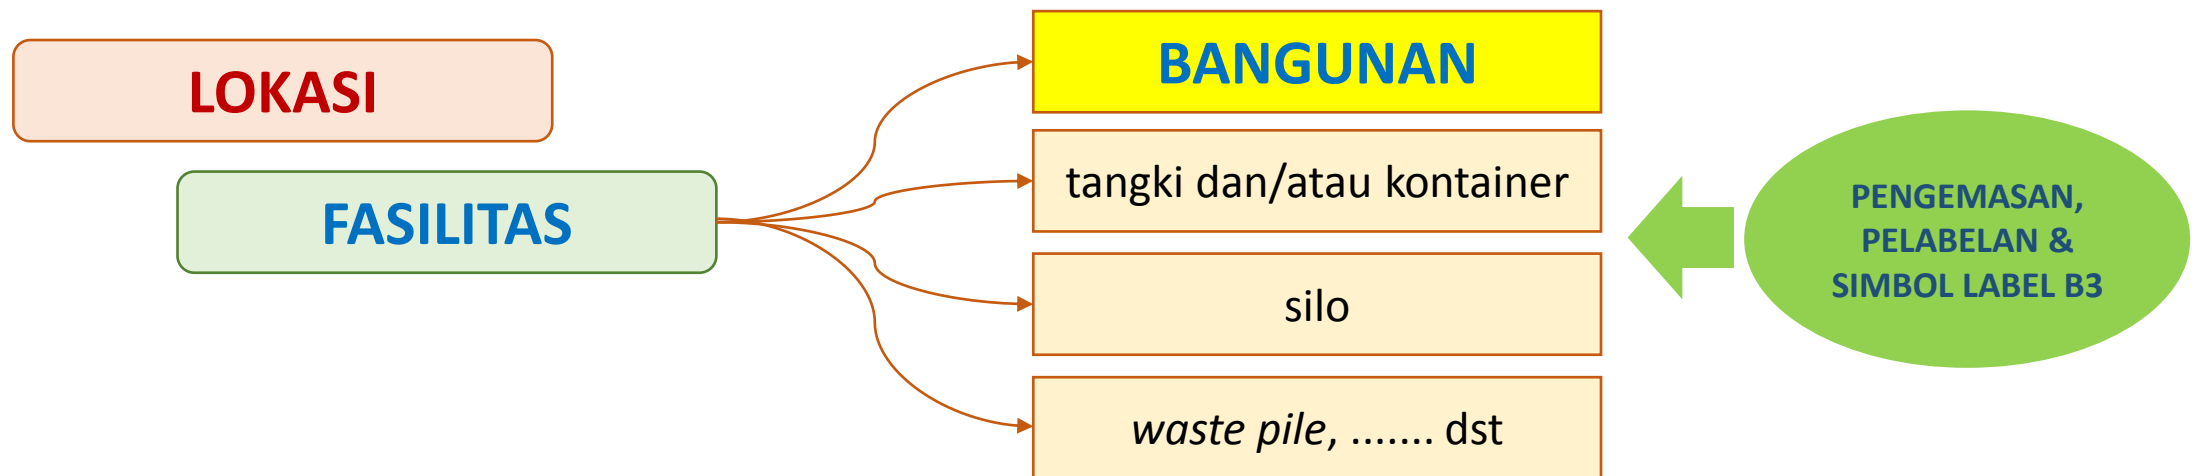 LOKASI
FASILITAS
BANGUNAN
tangki dan/atau kontainer
silo
waste pile, ....... dst
PENGEMASAN,
PELABELAN &
SIMBOL LABEL B3